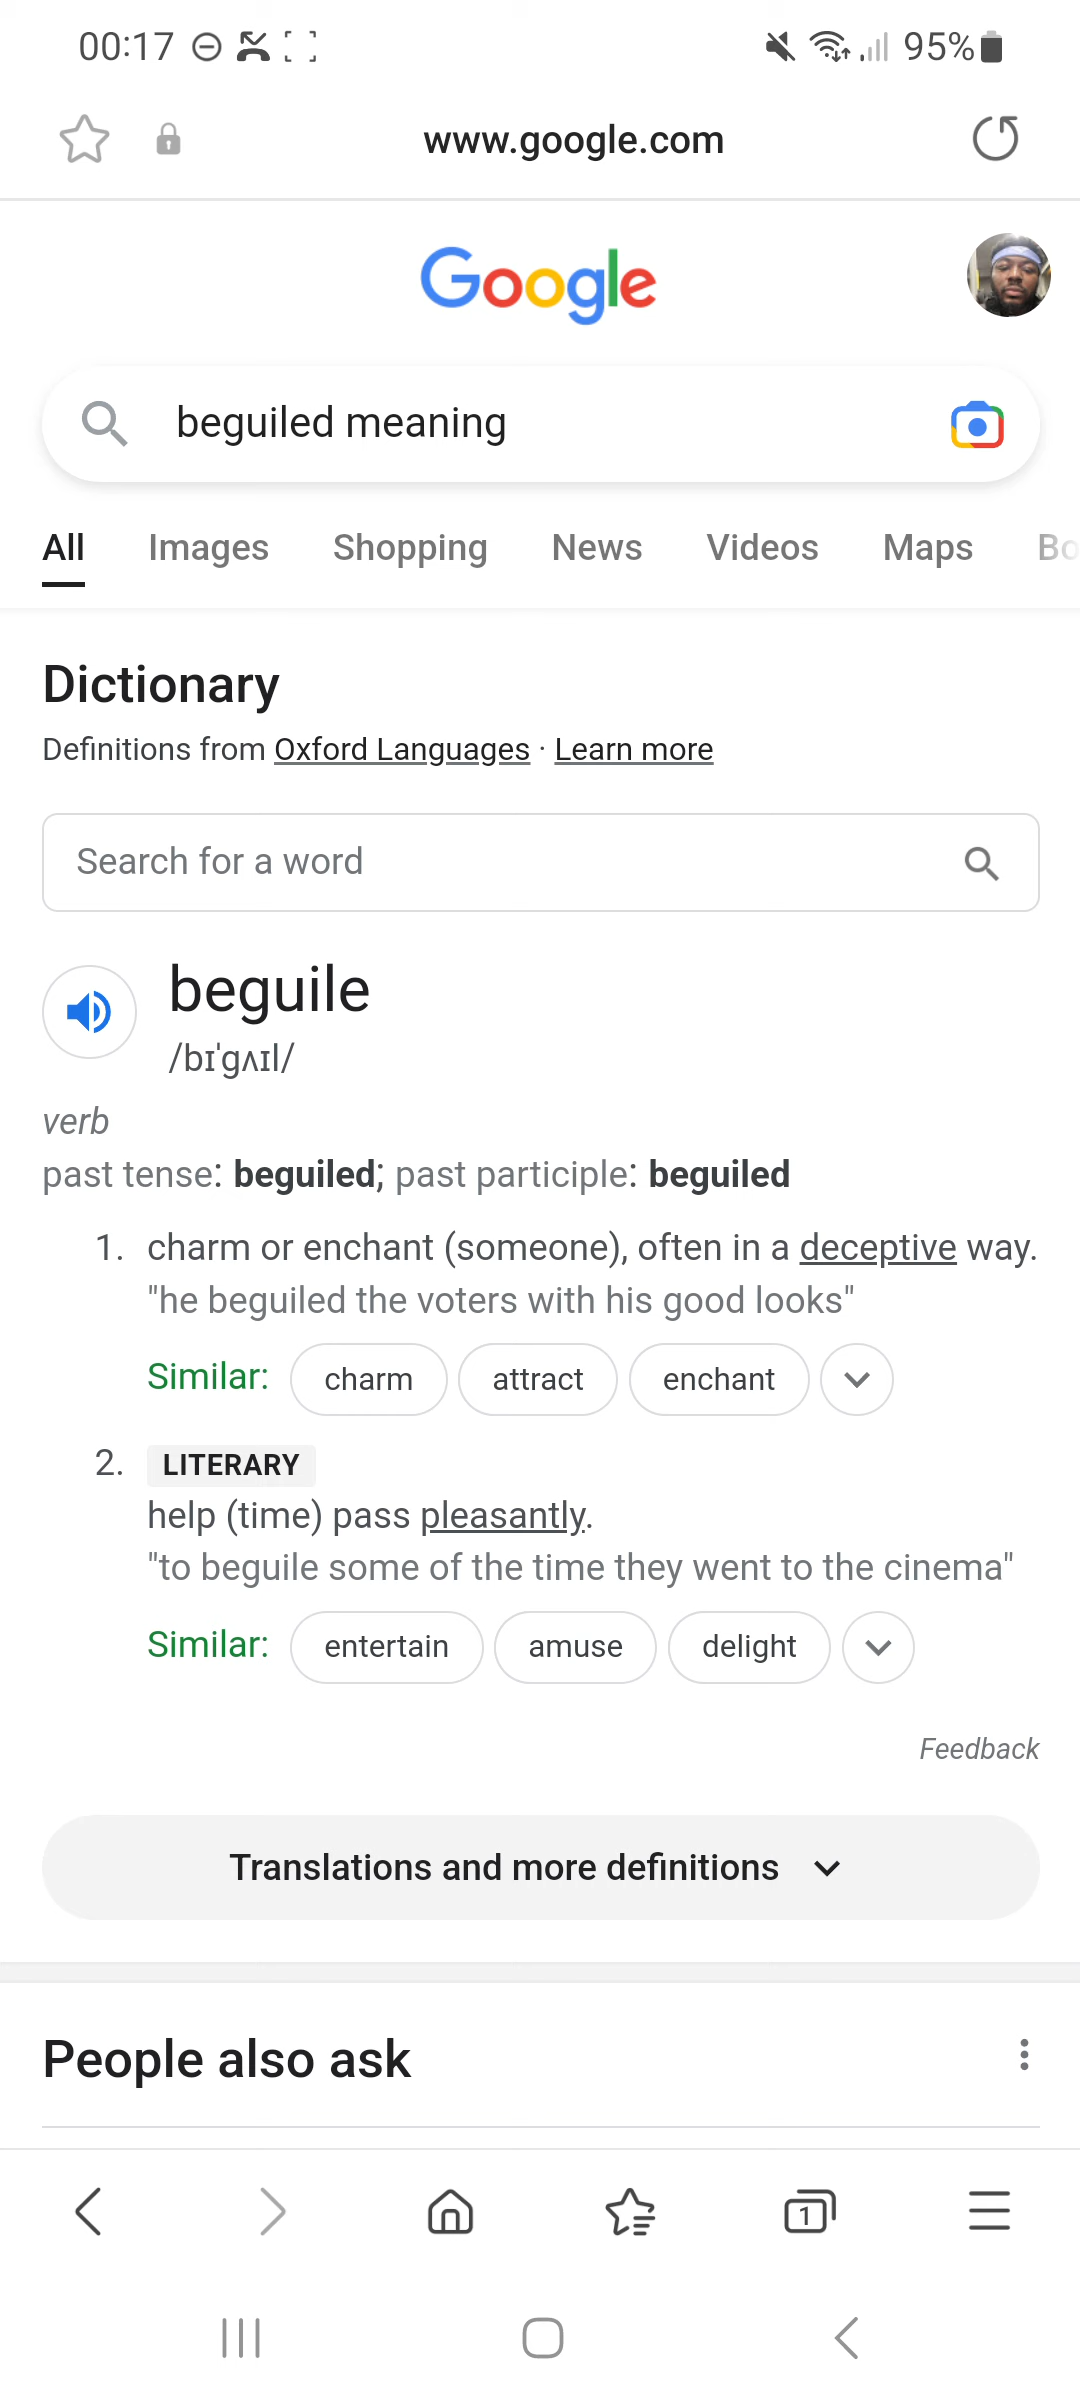 00:17 95%
www.google.com
Google
beguiled meaning
All Images Shopping News Videos Maps Bo
Dictionary
Definitions from Oxford Languages · Learn more
Search for a word
beguile
/bɪˈɡʌɪl/
verb
past tense: beguiled; past participle: beguiled
1. charm or enchant (someone), often in a deceptive way.
"he beguiled the voters with his good looks"
Similar: charm attract enchant
2. LITERARY
help (time) pass pleasantly.
"to beguile some of the time they went to the cinema"
Similar: entertain amuse delight
Feedback
Translations and more definitions
People also ask
1